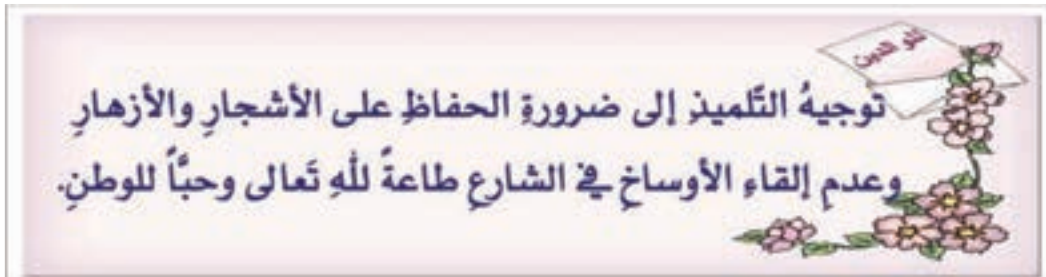 توجيهُ التّلميذِ إلى ضرورةِ الحفاظِ على الأشجارِ والأزهارِ
وعدمِ إلقاءِ الأوساخِ في الشارعِ طاعةً للهِ تَعالى وحبَّاً للوطنِ.